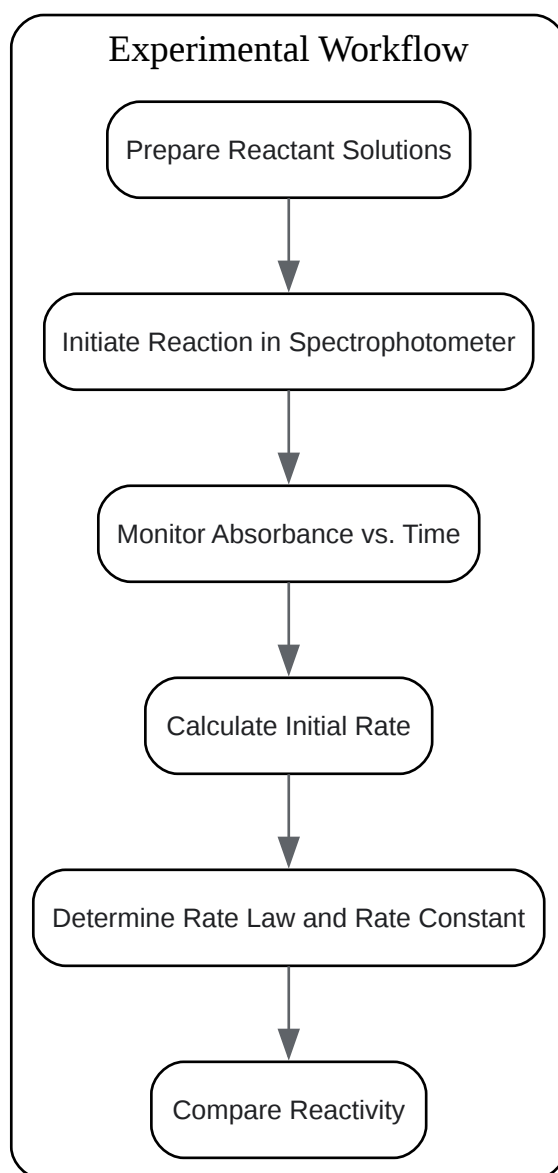 Experimental Workflow
Prepare Reactant Solutions
Initiate Reaction in Spectrophotometer
Monitor Absorbance vs. Time
Calculate Initial Rate
Determine Rate Law and Rate Constant
Compare Reactivity